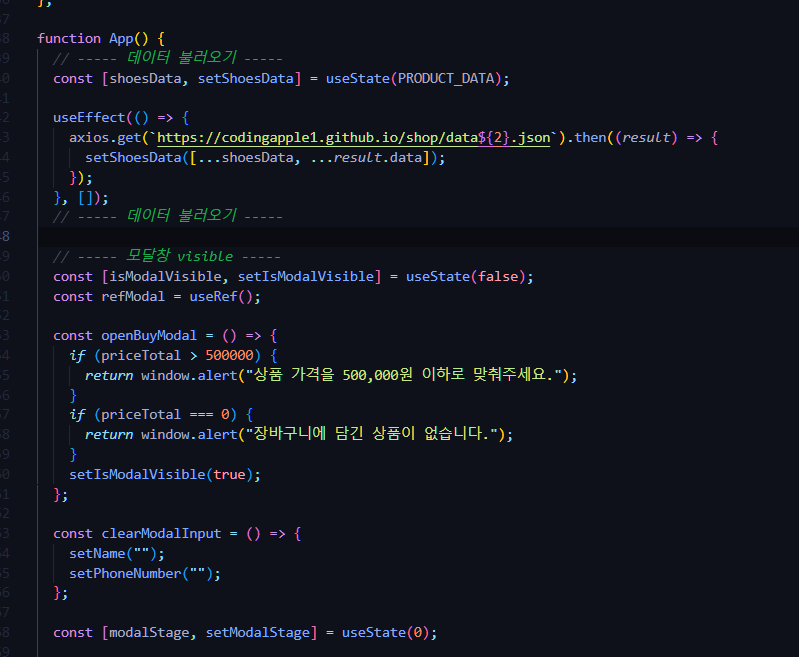 };
function App() {
// ----- 데이터 불러오기 -----
const [shoesData, setShoesData] = useState(PRODUCT_DATA);
useEffect(() => {
axios.get(`https://codingapple1.github.io/shop/data${2}.json`).then((result) => {
setShoesData([...shoesData, ...result.data]);
});
}, []);
// ----- 데이터 불러오기 -----
// ----- 모달창 visible -----
const [isModalVisible, setIsModalVisible] = useState(false);
const refModal = useRef();
const openBuyModal = () => {
if (priceTotal > 500000) {
return window.alert("상품 가격을 500,000원 이하로 맞춰주세요.");
}
if (priceTotal === 0) {
return window.alert("장바구니에 담긴 상품이 없습니다.");
}
setIsModalVisible(true);
};
const clearModalInput = () => {
setName("");
setPhoneNumber("");
};
const [modalStage, setModalStage] = useState(0);